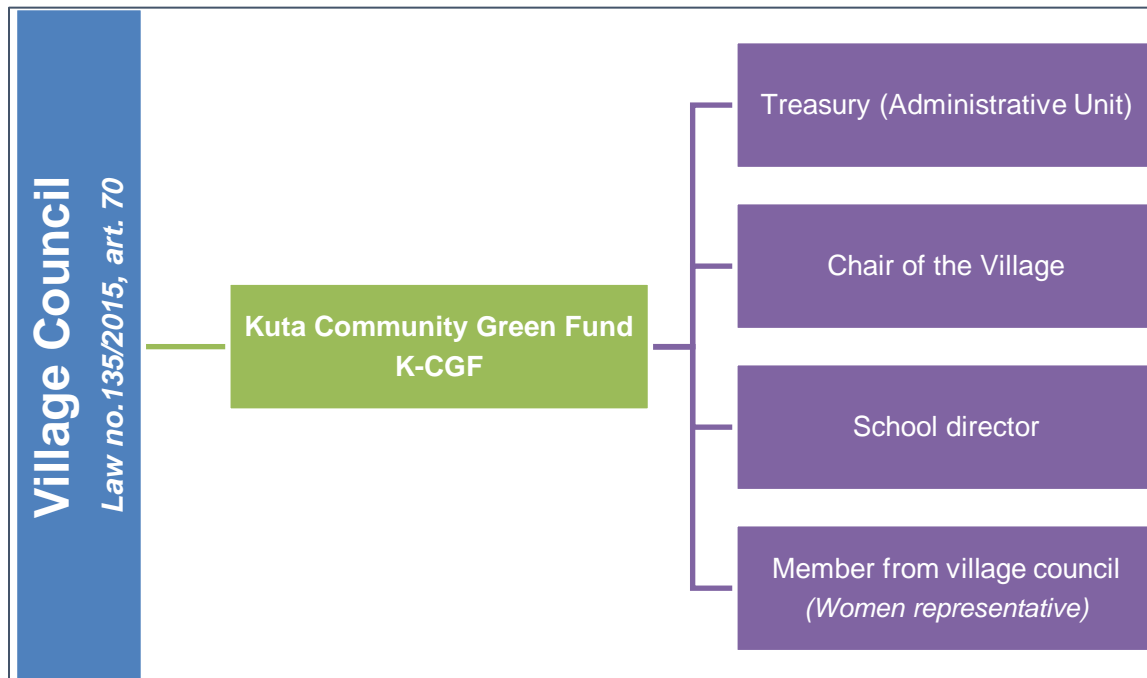 Village Council
Law no.135/2015, art. 70
Kuta Community Green Fund
K-CGF
Treasury (Administrative Unit)
Chair of the Village
School director
Member from village council
(Women representative)